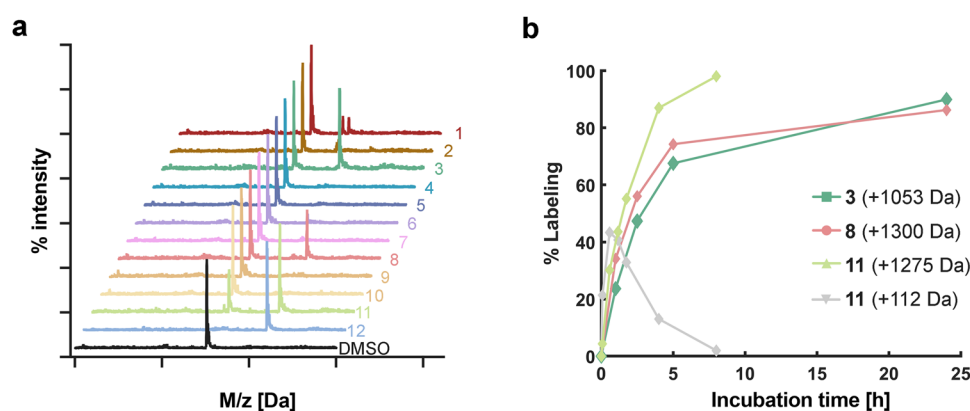 a
% intensity
1
2
3
4
5
6
7
8
9
10
11
12
DMSO
M/z [Da]
b
% Labeling
100
80
60
40
20
0
0
5
10
15
20
25
Incubation time [h]
3 (+1053 Da)
8 (+1300 Da)
11 (+1275 Da)
11 (+112 Da)